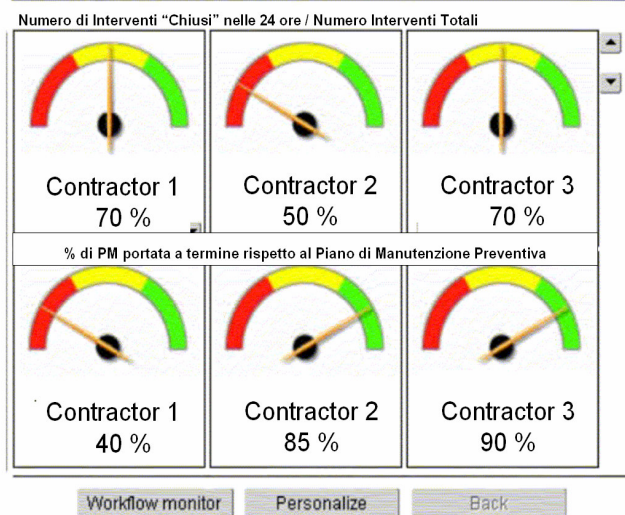 Numero di Interventi “Chiusi” nelle 24 ore / Numero Interventi Totali
Contractor 1
70 %
Contractor 2
50 %
Contractor 3
70 %
% di PM portata a termine rispetto al Piano di Manutenzione Preventiva
Contractor 1
40 %
Contractor 2
85 %
Contractor 3
90 %
Workflow monitor
Personalize
Back